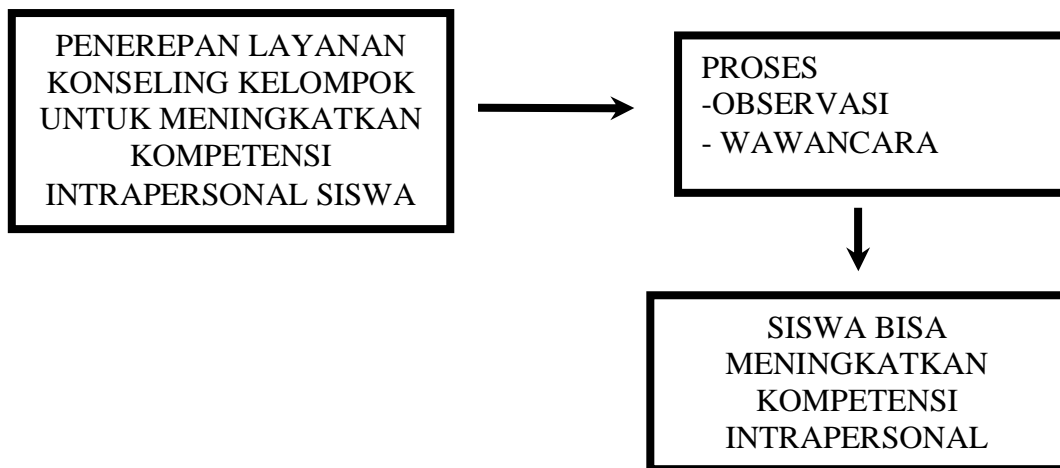 PENEREPAN LAYANAN
KONSELING KELOMPOK
UNTUK MENINGKATKAN
KOMPETENSI
INTRAPERSONAL SISWA
PROSES
-OBSERVASI
- WAWANCARA
SISWA BISA
MENINGKATKAN
KOMPETENSI
INTRAPERSONAL